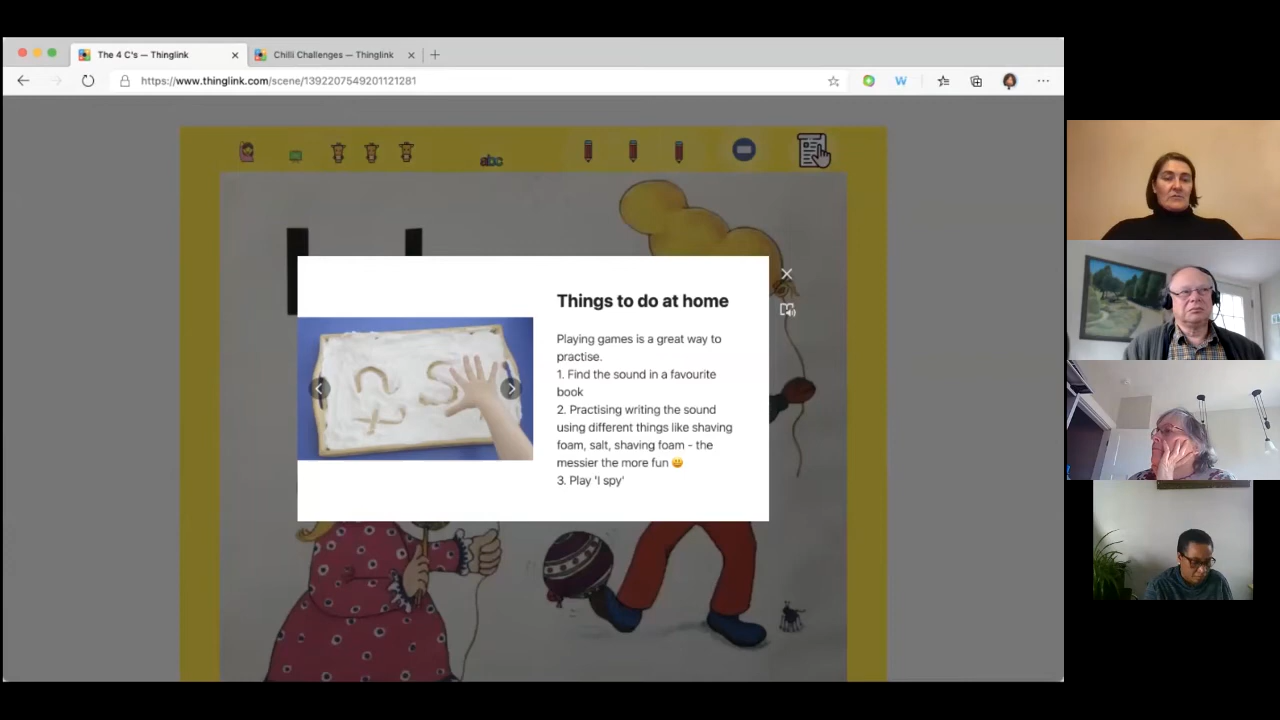 The 4 C's — Thinglink
Chilli Challenges — Thinglink
https://www.thinglink.com/scene/1392207549201121281
W
abc
Things to do at home
Playing games is a great way to
practise.
1. Find the sound in a favourite
book
2. Practising writing the sound
using different things like shaving
foam, salt, shaving foam - the
messier the more fun 😀
3. Play 'I spy'